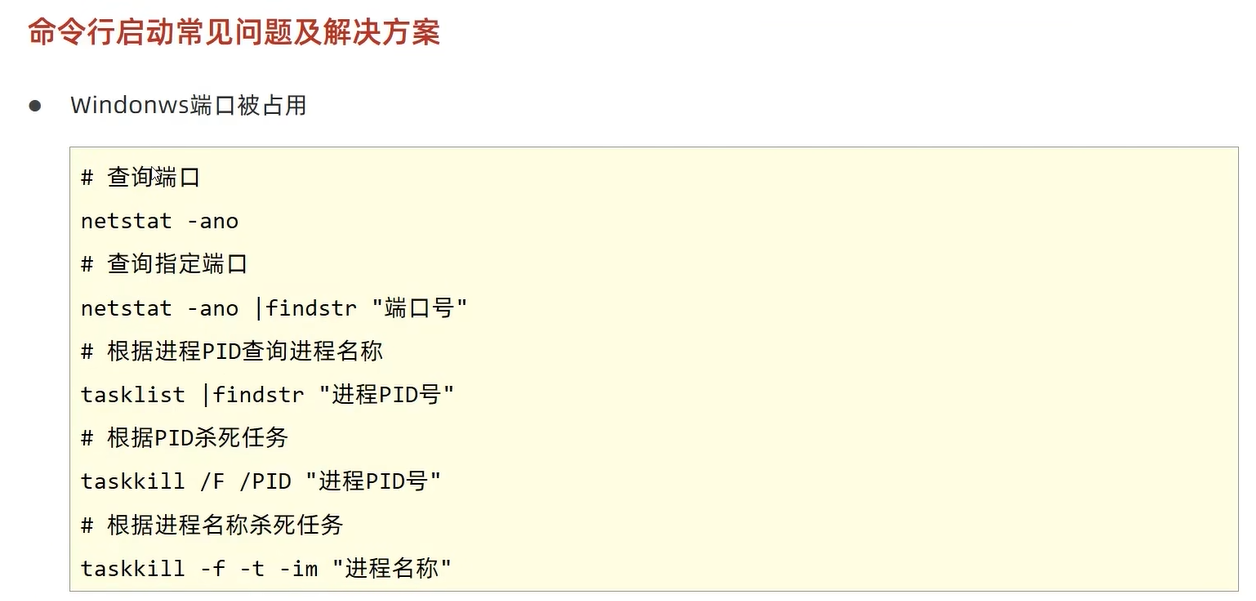 命令行启动常见问题及解决方案
● Windonws端口被占用
# 查询端口
netstat -ano
# 查询指定端口
netstat -ano |findstr "端口号"
# 根据进程PID查询进程名称
tasklist |findstr "进程PID号"
# 根据PID杀死任务
taskkill /F /PID "进程PID号"
# 根据进程名称杀死任务
taskkill -f -t -im "进程名称"